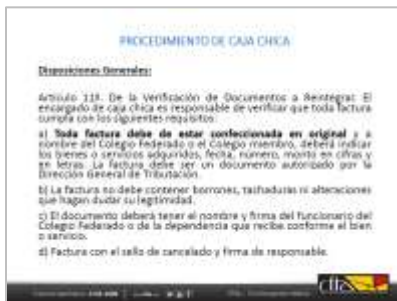 PROCEDIMIENTO DE CAJA CHICA
Disposiciones Generales:
Artículo 11º. De la Verificación de Documentos a Reintegrar. El
encargado de caja chica es responsable de verificar que toda factura
cumpla con los siguientes requisitos:
a) Toda factura debe de estar confeccionada en original y a
nombre del Colegio Federado o el Colegio miembro, deberá indicar
los bienes o servicios adquiridos, fecha, número, monto en cifras y
en letras. La factura debe ser un documento autorizado por la
Dirección General de Tributación.
b) La factura no debe contener borrones, tachaduras ni alteraciones
que hagan dudar su legitimidad.
c) El documento deberá tener el nombre y firma del funcionario del
Colegio Federado o de la dependencia que recibe conforme el bien
o servicio.
d) Factura con el sello de cancelado y firma de responsable.
cfia